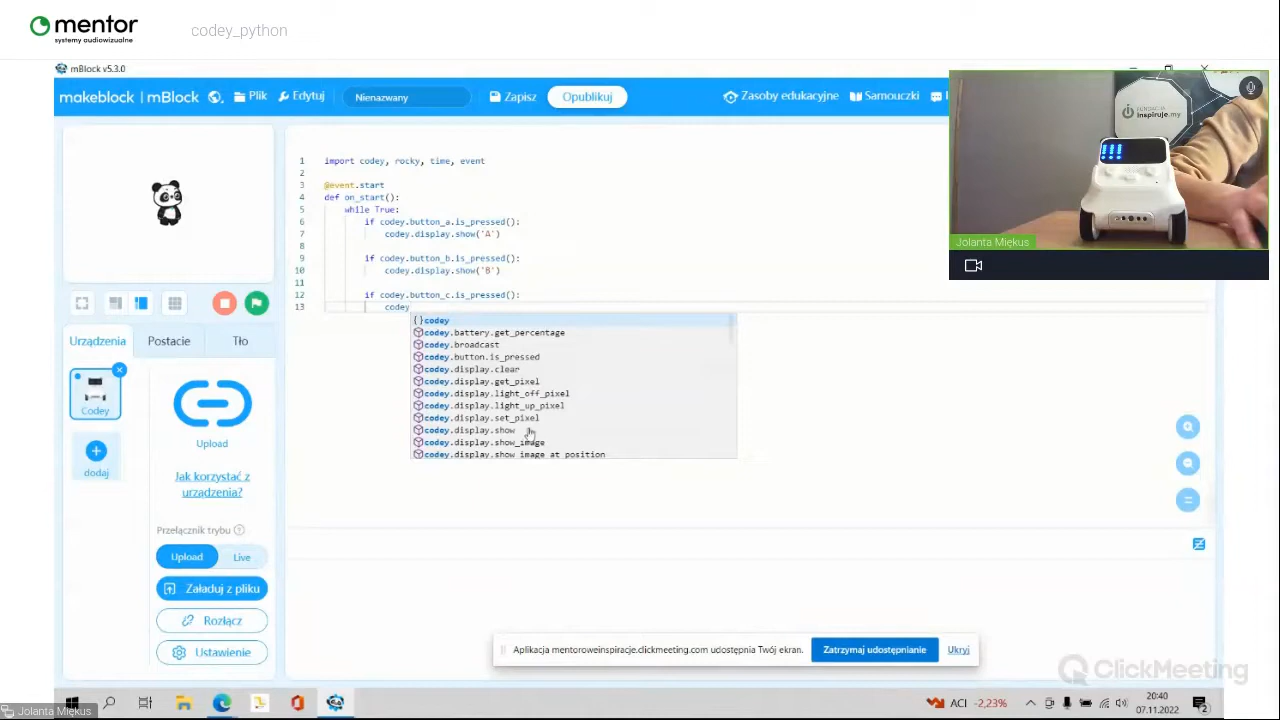 mentor
systemy audiowizualne
codey_python
mBlock v5.3.0
makeblock | mBlock
Plik
Edytuj
Nienazwany
Zapisz
Opublikuj
Zasoby edukacyjne
Samouczki
FUNDACJA
inspiruje.my
Jolanta Miękus
1 import codey, rocky, time, event
2
3 @event.start
4 def on_start():
5 while True:
6 if codey.button_a.is_pressed():
7 codey.display.show('A')
8
9 if codey.button_b.is_pressed():
10 codey.display.show('B')
11
12 if codey.button_c.is_pressed():
13 codey
{}codey
codey.battery.get_percentage
codey.broadcast
codey.button.is_pressed
codey.display.clear
codey.display.get_pixel
codey.display.light_off_pixel
codey.display.light_up_pixel
codey.display.set_pixel
codey.display.show
codey.display.show_image
codey.display.show_image_at_position
Urządzenia
Postacie
Tło
Codey
dodaj
Upload
Jak korzystać z
urządzenia?
Przełącznik trybu
Upload
Live
Załaduj z pliku
Rozłącz
Ustawienie
Aplikacja mentoroweinspiracje.clickmeeting.com udostępnia Twój ekran.
Zatrzymaj udostępnianie
Ukryj
ClickMeeting
Jolanta Miękus
ACI -2,23%
20:40
07.11.2022
2